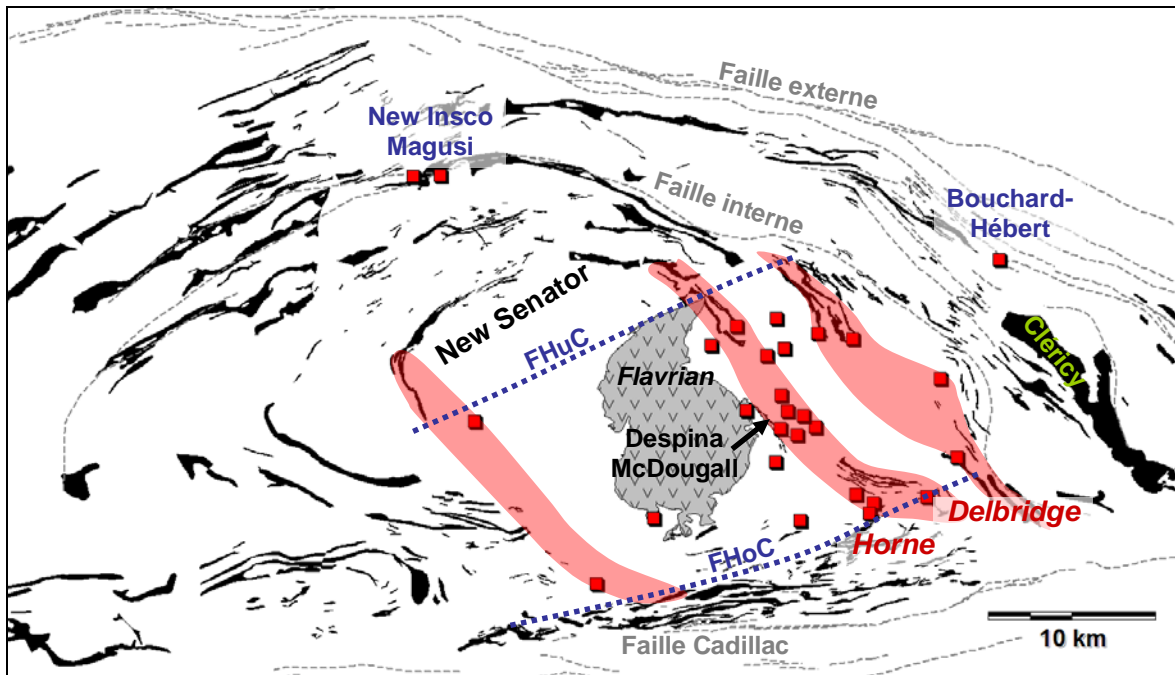 Faille externe
New Insco
Magusi
Faille interne
Bouchard-
Hébert
New Senator
FHuC
Cléricy
Flavrian
Despina
McDougall
Delbridge
Horne
FHoC
Faille Cadillac
10 km